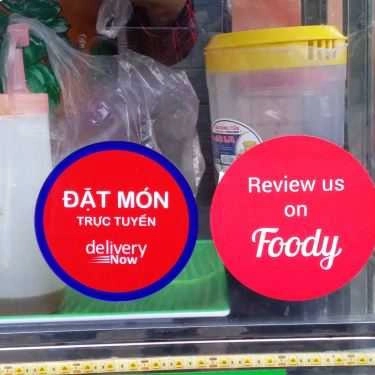 ĐẶT MÓN
TRỰC TUYẾN
delivery
Now
Review us
on
Foody